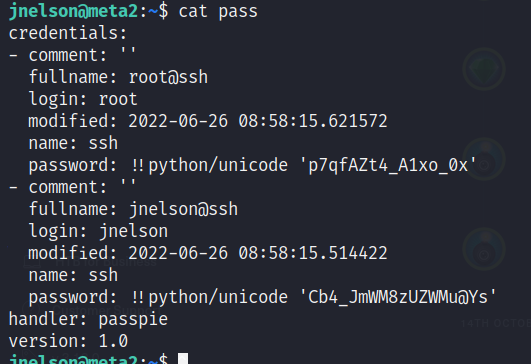 jnelson@meta2:~$ cat pass
credentials:
- comment: ''
  fullname: root@ssh
  login: root
  modified: 2022-06-26 08:58:15.621572
  name: ssh
  password: !!python/unicode 'p7qfAZt4_A1xo_0x'
- comment: ''
  fullname: jnelson@ssh
  login: jnelson
  modified: 2022-06-26 08:58:15.514422
  name: ssh
  password: !!python/unicode 'Cb4_JmWM8zUZWMu@Ys'
handler: passpie
version: 1.0
jnelson@meta2:~$